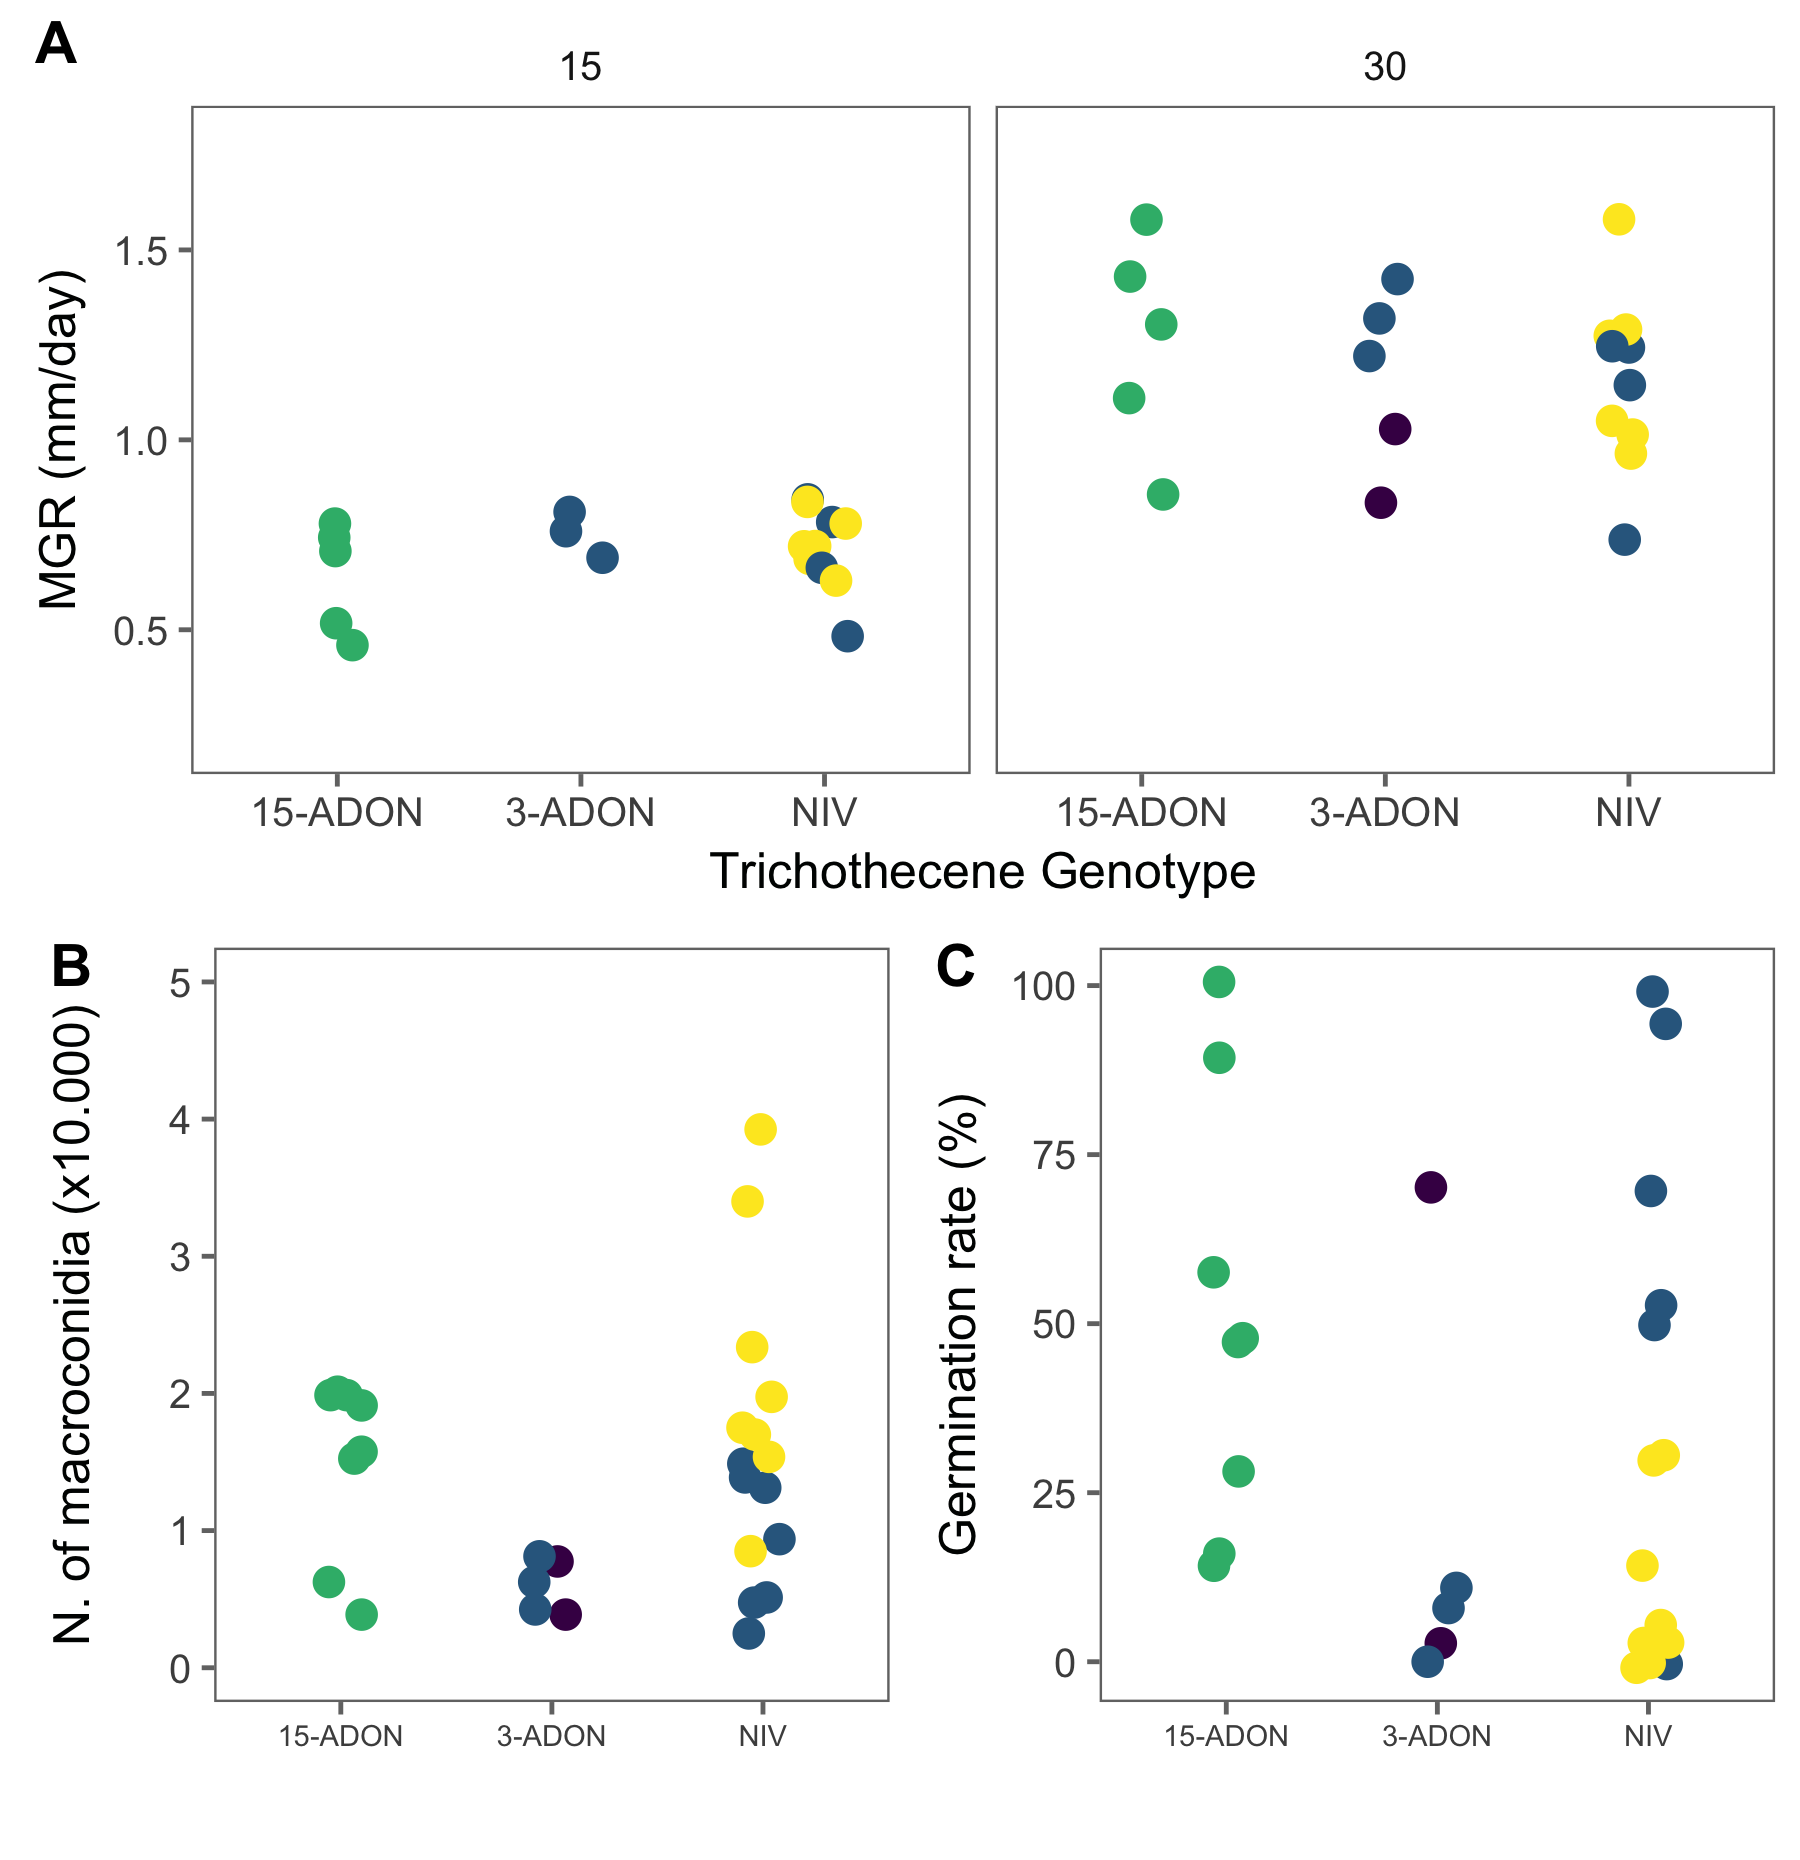 A
15
30
MGR (mm/day)
1.5
1.0
0.5
15-ADON 3-ADON NIV
15-ADON 3-ADON NIV
Trichothecene Genotype
B
N. of macroconidia (x10.000)
5
4
3
2
1
0
15-ADON 3-ADON NIV
C
Germination rate (%)
100
75
50
25
0
15-ADON 3-ADON NIV